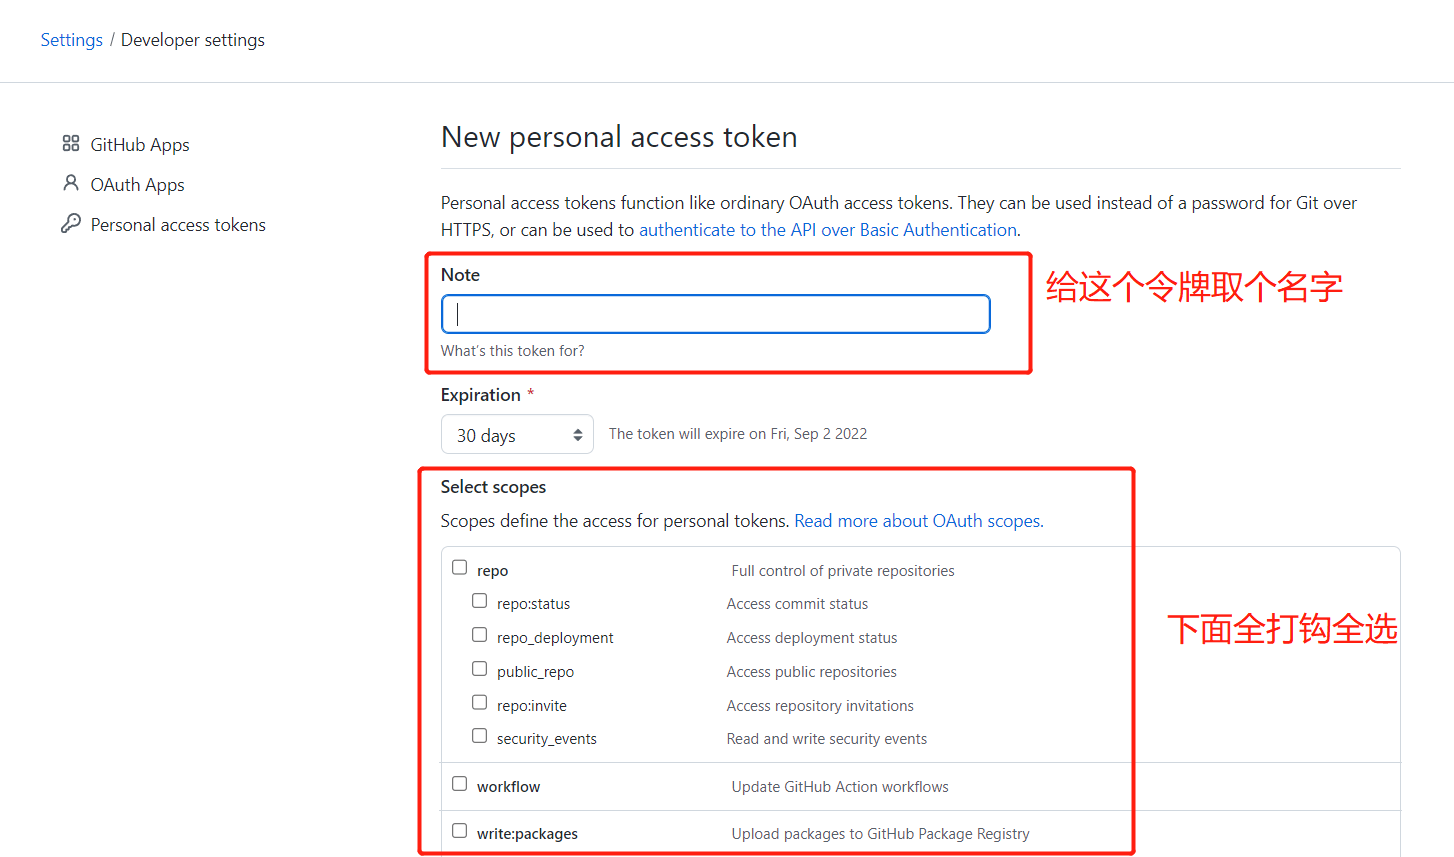 Settings / Developer settings
GitHub Apps
OAuth Apps
Personal access tokens
New personal access token
Personal access tokens function like ordinary OAuth access tokens. They can be used instead of a password for Git over
HTTPS, or can be used to authenticate to the API over Basic Authentication.
Note
给这个令牌取个名字
What's this token for?
Expiration *
30 days The token will expire on Fri, Sep 2 2022
Select scopes
Scopes define the access for personal tokens. Read more about OAuth scopes.
repo Full control of private repositories
repo:status Access commit status
下面全打钩全选
repo_deployment Access deployment status
public_repo Access public repositories
repo:invite Access repository invitations
security_events Read and write security events
workflow Update GitHub Action workflows
write:packages Upload packages to GitHub Package Registry